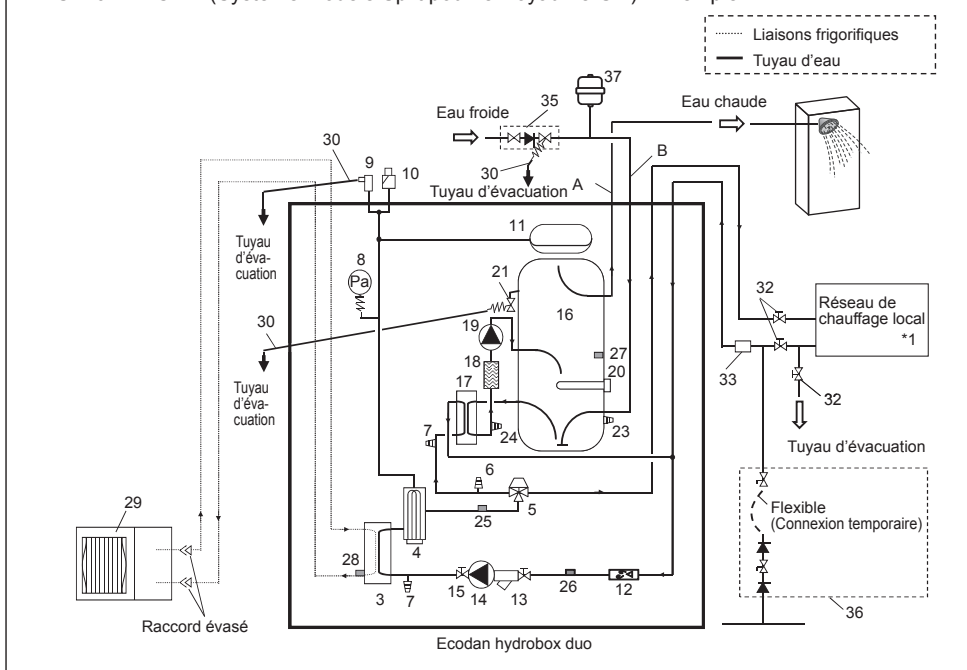 Liaisons frigorifiques
Tuyau d'eau
37
35
Eau froide
Eau chaude
30
9
10
30
B
Tuyau d'évacuation
A
Tuyau
d'éva-
cuation
8
Pa
11
21
16
32
Réseau de
chauffage local
*1
30
19
27
18
20
33
17
32
Tuyau
d'éva-
cuation
7
24
23
Tuyau d'évacuation
6
5
25
29
4
Flexible
(Connexion temporaire)
28
3
7
15
14
13
26
12
36
Raccord évasé
Ecodan hydrobox duo